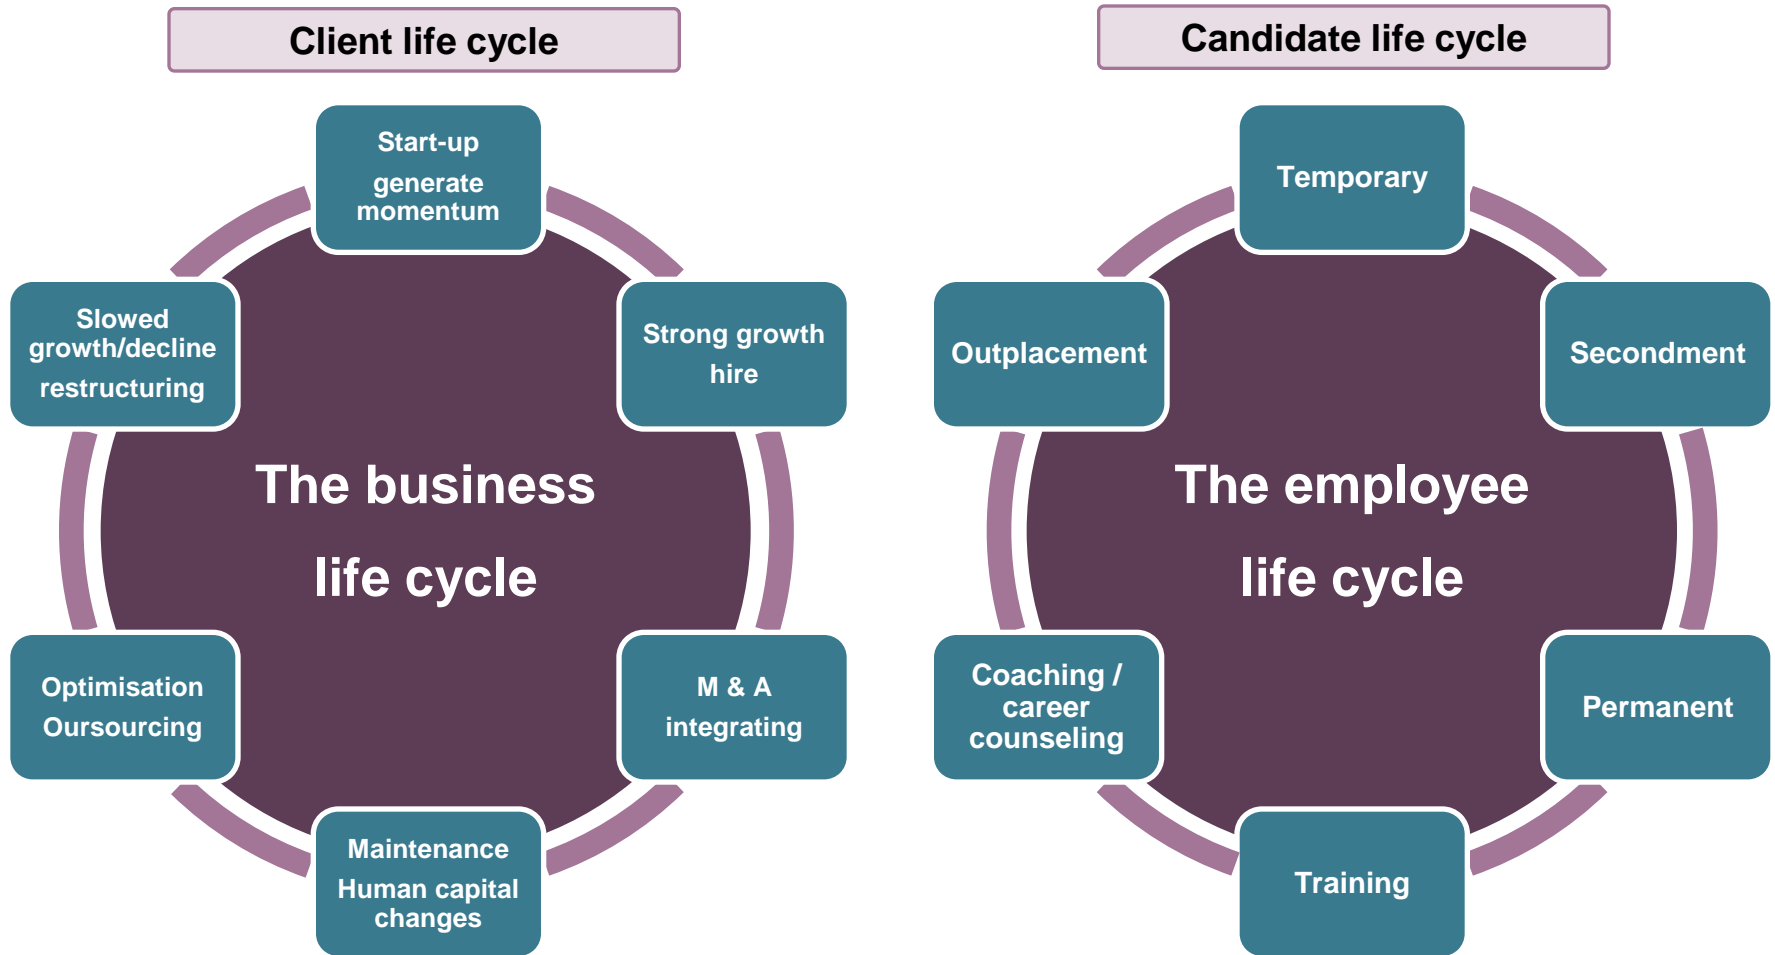 Client life cycle
Start-up
generate
momentum
Strong growth
hire
M & A
integrating
Maintenance
Human capital
changes
Optimisation
Oursourcing
Slowed
growth/decline
restructuring
The business
life cycle
Candidate life cycle
Temporary
Secondment
Permanent
Training
Coaching /
career
counseling
Outplacement
The employee
life cycle